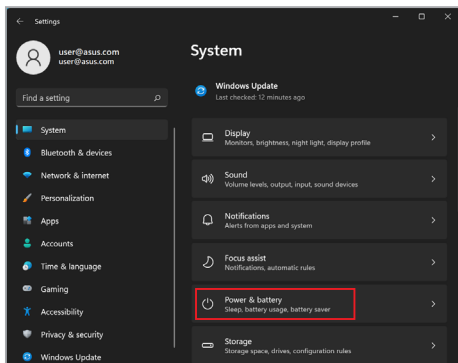 Settings
user@asus.com
user@asus.com
Find a setting
System
Bluetooth & devices
Network & internet
Personalization
Apps
Accounts
Time & language
Gaming
Accessibility
Privacy & security
Windows Update
System
Windows Update
Last checked: 12 minutes ago
Display
Monitors, brightness, night light, display profile
Sound
Volume levels, output, input, sound devices
Notifications
Alerts from apps and system
Focus assist
Notifications, automatic rules
Power & battery
Sleep, battery usage, battery saver
Storage
Storage space, drives, configuration rules